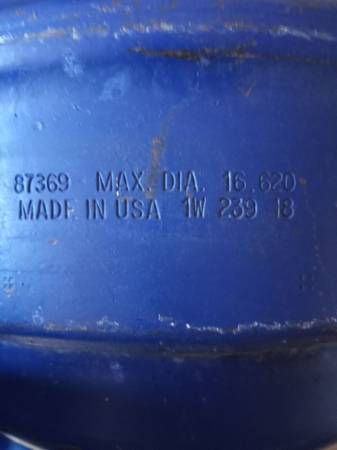 87369 MAX. DIA. 16.620
MADE IN USA 1W 239 18